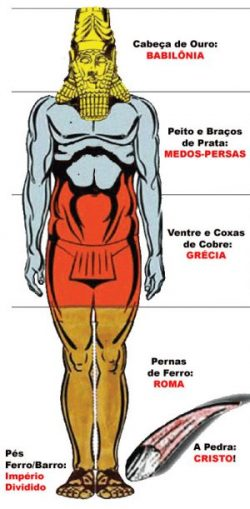 Cabeça de Ouro:
BABILÔNIA
Peito e Braços
de Prata:
MEDOS-PERSAS
Ventre e Coxas
de Cobre:
GRÉCIA
Pernas
de Ferro:
ROMA
A Pedra:
CRISTO!
Pés
Ferro/Barro:
Império
Dividido